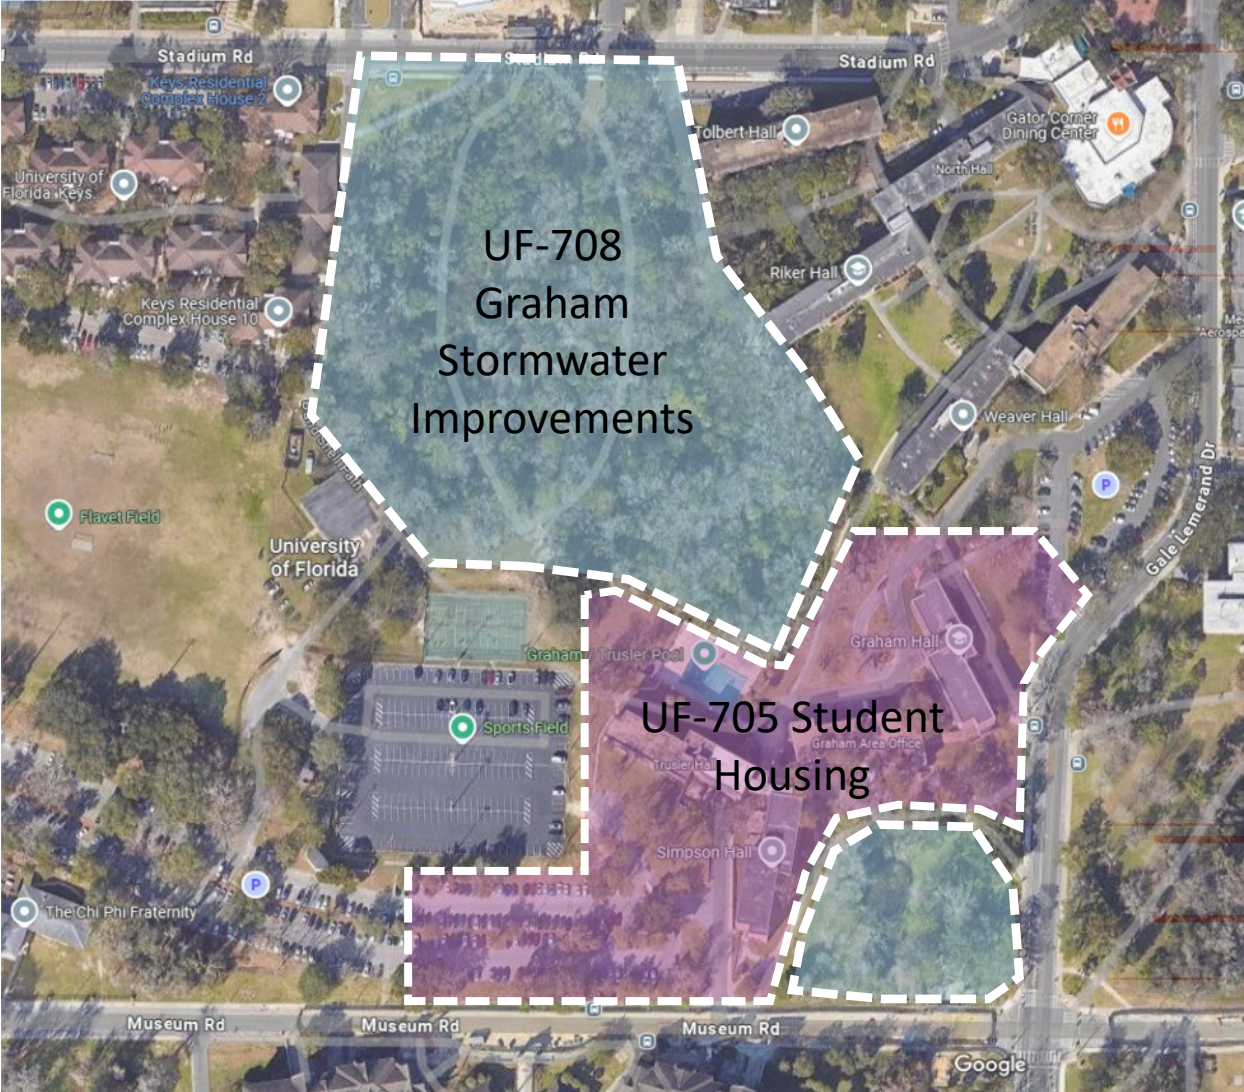 Stadium Rd
Stadium Rd
Stadium Rd
Keys Residential
Complex House 2
Tolbert Hall
Gator Corner
Dining Center
North Hall
University of
Florida: Keys
UF-708
Graham
Stormwater
Improvements
Riker Hall
Keys Residential
Complex House 10
Weaver Hall
Gale Lemerand Dr
P
Flavet Field
University
of Florida
Graham / Trusler Pool
Graham Hall
UF-705 Student
Housing
Sports Field
Graham Area Office
Trusler Hall
Simpson Hall
P
The Chi Phi Fraternity
Museum Rd
Museum Rd
Museum Rd
Google